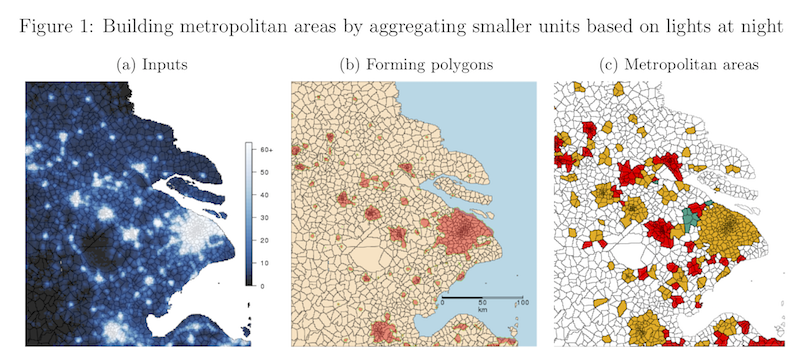 Figure 1: Building metropolitan areas by aggregating smaller units based on lights at night
(a) Inputs
(b) Forming polygons
(c) Metropolitan areas
60+
50
40
30
20
10
0
0 50 100
km